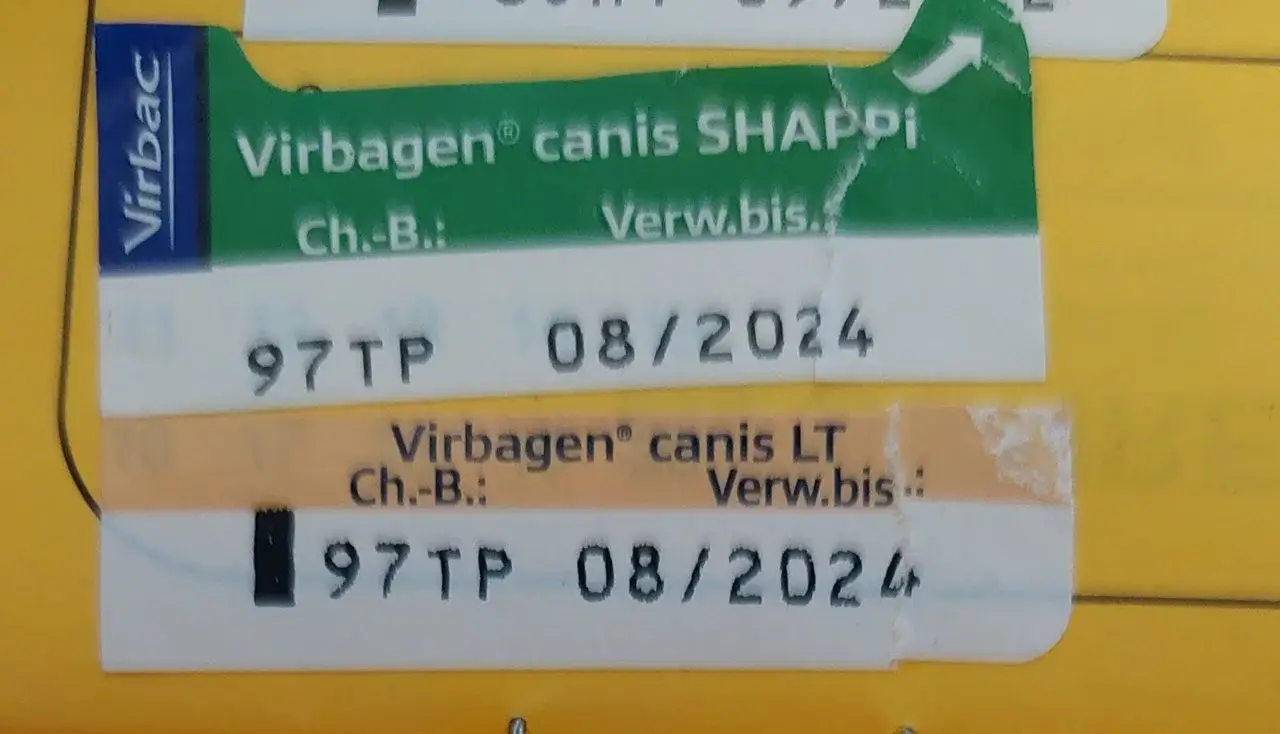 Virbac
Virbagen® canis SHAPPi
Ch.-B.: Verw.bis.:
97TP 08/2024
Virbagen® canis LT
Ch.-B.: Verw.bis.:
97TP 08/2024